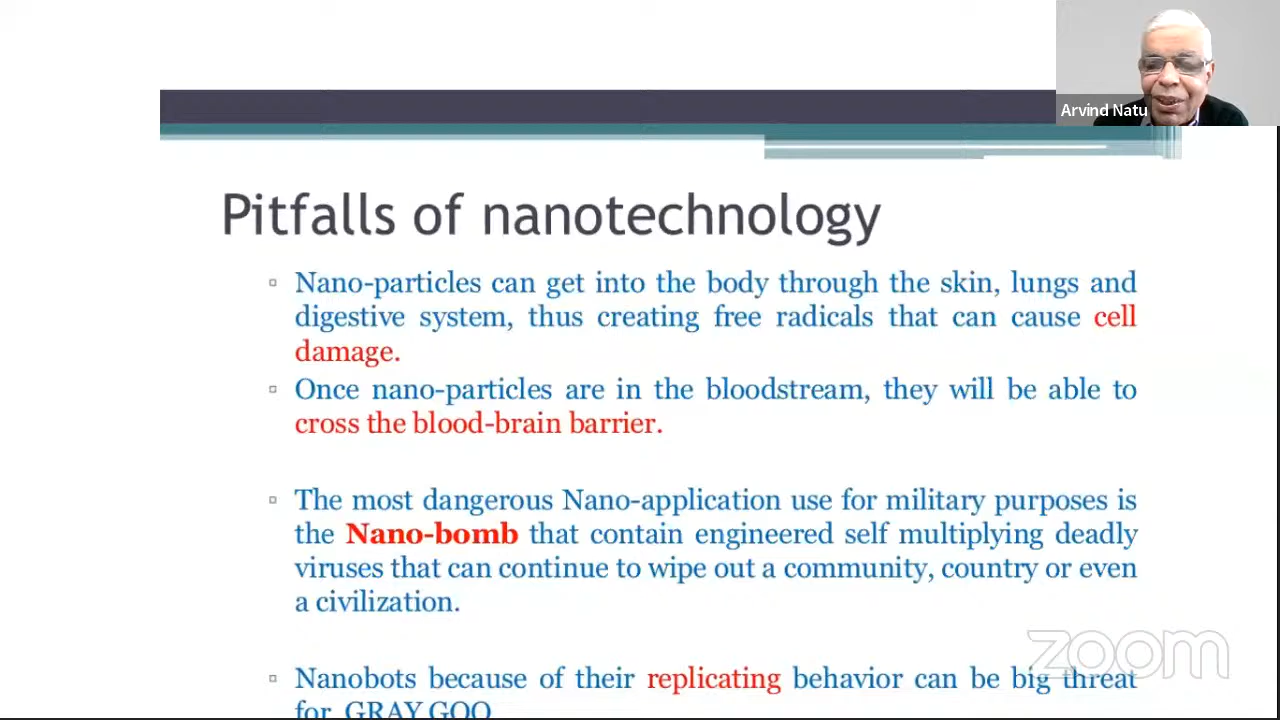 Arvind Natu
Pitfalls of nanotechnology
▫ Nano-particles can get into the body through the skin, lungs and
digestive system, thus creating free radicals that can cause cell
damage.
▫ Once nano-particles are in the bloodstream, they will be able to
cross the blood-brain barrier.
▫ The most dangerous Nano-application use for military purposes is
the Nano-bomb that contain engineered self multiplying deadly
viruses that can continue to wipe out a community, country or even
a civilization.
▫ Nanobots because of their replicating behavior can be big threat
for GRAY GOO
zoom